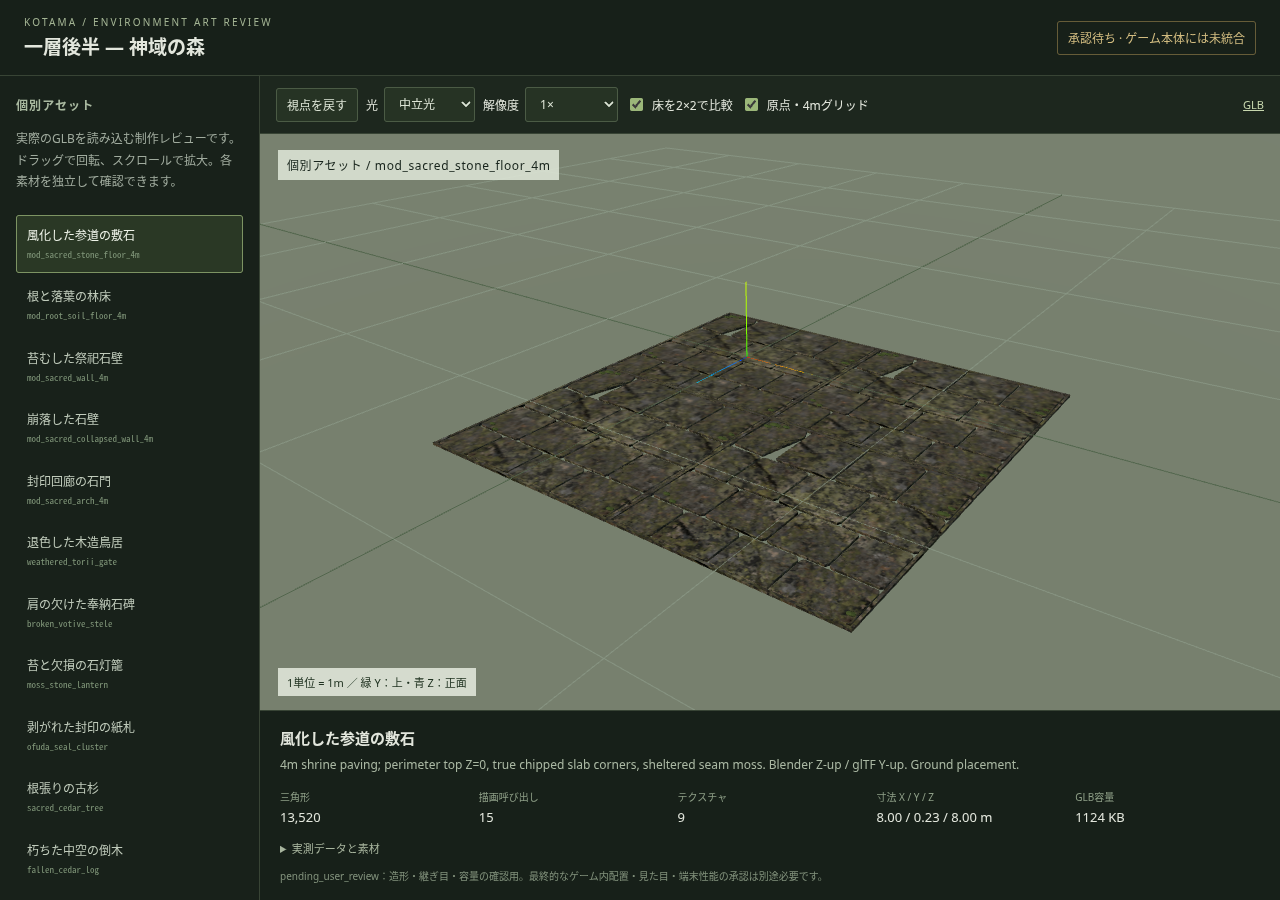 KOTAMA / ENVIRONMENT ART REVIEW
一層後半 — 神域の森
承認待ち · ゲーム本体には未統合
個別アセット
実際のGLBを読み込む制作レビューです。
ドラッグで回転、スクロールで拡大。各
素材を独立して確認できます。
風化した参道の敷石
mod_sacred_stone_floor_4m
根と落葉の林床
mod_root_soil_floor_4m
苔むした祭祀石壁
mod_sacred_wall_4m
崩落した石壁
mod_sacred_collapsed_wall_4m
封印回廊の石門
mod_sacred_arch_4m
退色した木造鳥居
weathered_torii_gate
肩の欠けた奉納石碑
broken_votive_stele
苔と欠損の石灯籠
moss_stone_lantern
剥がれた封印の紙札
ofuda_seal_cluster
根張りの古杉
sacred_cedar_tree
朽ちた中空の倒木
fallen_cedar_log
視点を戻す 光 中立光 解像度 1× 床を2×2で比較 原点・4mグリッド GLB
個別アセット / mod_sacred_stone_floor_4m
1単位 = 1m ／ 緑 Y：上・青 Z：正面
風化した参道の敷石
4m shrine paving; perimeter top Z=0, true chipped slab corners, sheltered seam moss. Blender Z-up / glTF Y-up. Ground placement.
三角形 描画呼び出し テクスチャ 寸法 X / Y / Z GLB容量
13,520 15 9 8.00 / 0.23 / 8.00 m 1124 KB
▶ 実測データと素材
pending_user_review：造形・継ぎ目・容量の確認用。最終的なゲーム内配置・見た目・端末性能の承認は別途必要です。